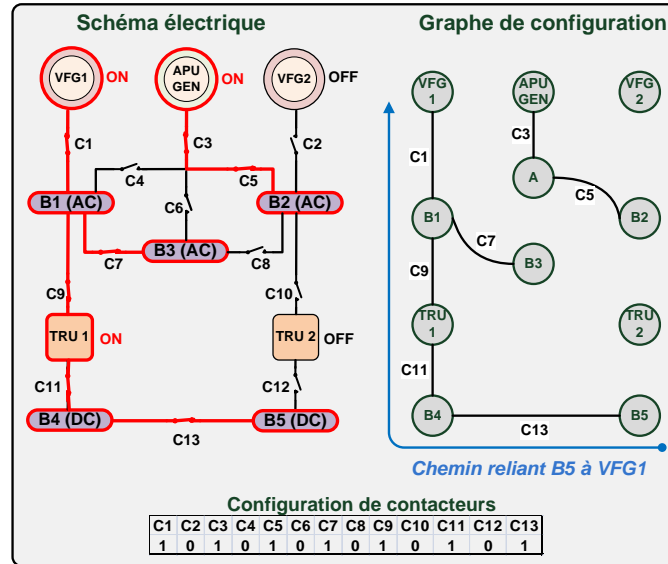 Schéma électrique
VFG1
ON
APU
GEN
ON
VFG2
OFF
C1
C3
C2
C4
C5
C6
B1 (AC)
B2 (AC)
B3 (AC)
C7
C8
C9
C10
TRU 1
ON
TRU 2
OFF
C11
C12
B4 (DC)
B5 (DC)
C13
Graphe de configuration
VFG
1
APU
GEN
VFG
2
C3
C1
A
C5
B1
B2
C7
C9
B3
TRU
1
TRU
2
C11
B4
B5
C13
Chemin reliant B5 à VFG1
Configuration de contacteurs
C1 C2 C3 C4 C5 C6 C7 C8 C9 C10 C11 C12 C13
1 0 1 0 1 0 1 0 1 0 1 0 1